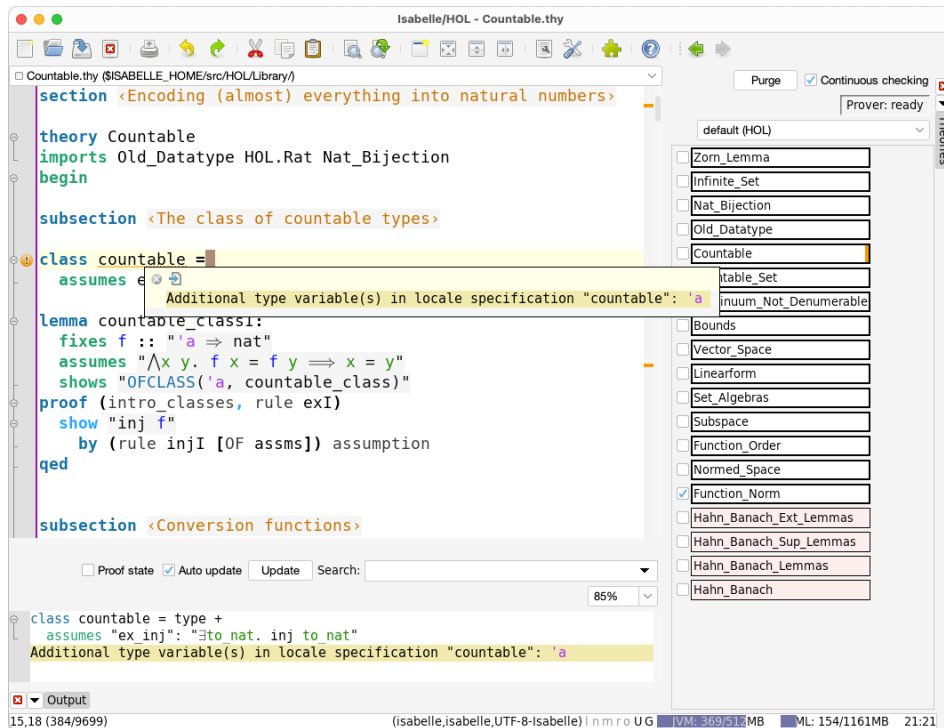 Isabelle/HOL - Countable.thy
Countable.thy ($ISABELLE_HOME/src/HOL/Library/)
section ‹Encoding (almost) everything into natural numbers›
theory Countable
imports Old_Datatype HOL.Rat Nat_Bijection
begin
subsection ‹The class of countable types›
class countable =
assumes e
Additional type variable(s) in locale specification "countable": 'a
lemma countable_classI:
fixes f :: "'a ⇒ nat"
assumes "⋀x y. f x = f y ⟹ x = y"
shows "OFCLASS('a, countable_class)"
proof (intro_classes, rule exI)
show "inj f"
by (rule injI [OF assms]) assumption
qed
subsection ‹Conversion functions›
Proof state
Auto update
Update
Search:
85%
class countable = type +
assumes "ex_inj": "∃to_nat. inj to_nat"
Additional type variable(s) in locale specification "countable": 'a
Output
Purge
Continuous checking
Prover: ready
default (HOL)
Theories
Zorn_Lemma
Infinite_Set
Nat_Bijection
Old_Datatype
Countable
ntable_Set
inuum_Not_Denumerable
Bounds
Vector_Space
Linearform
Set_Algebras
Subspace
Function_Order
Normed_Space
Function_Norm
Hahn_Banach_Ext_Lemmas
Hahn_Banach_Sup_Lemmas
Hahn_Banach_Lemmas
Hahn_Banach
15,18 (384/9699)
(isabelle,isabelle,UTF-8-Isabelle) l n m r o U G
JVM: 369/512MB
ML: 154/1161MB
21:21